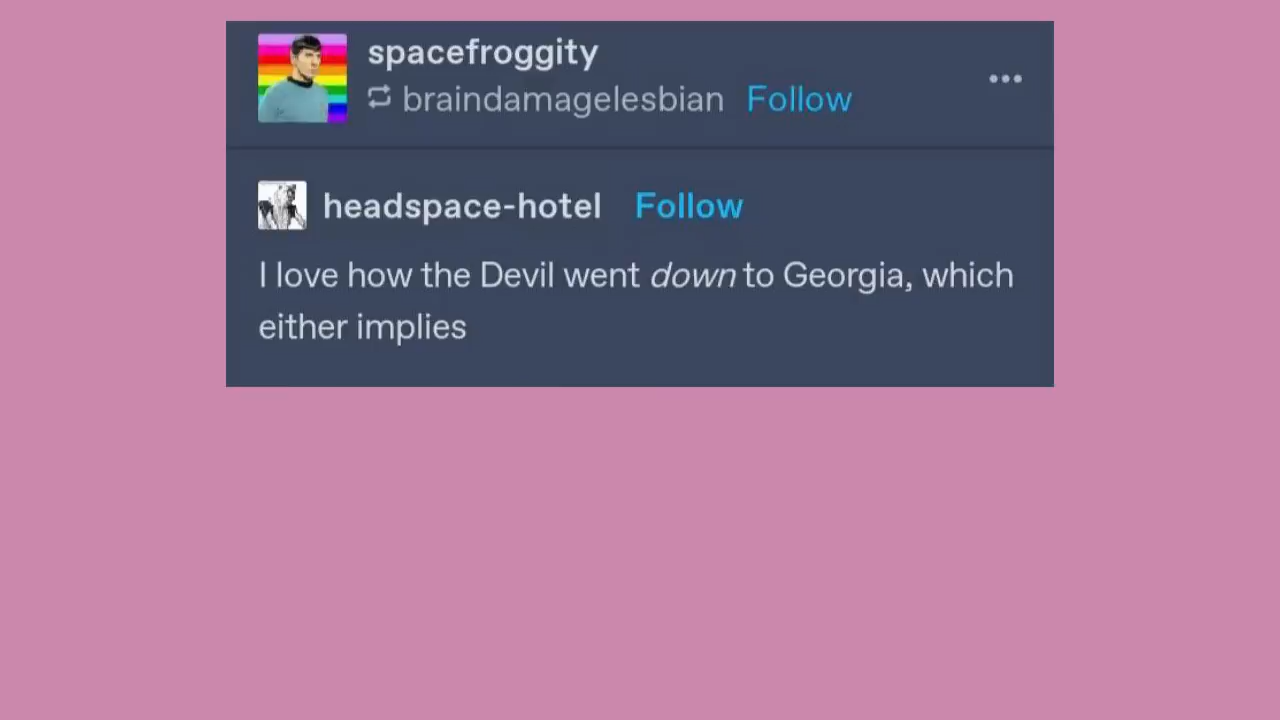 spacefroggity
braindamagelesbian Follow
headspace-hotel Follow
I love how the Devil went down to Georgia, which
either implies